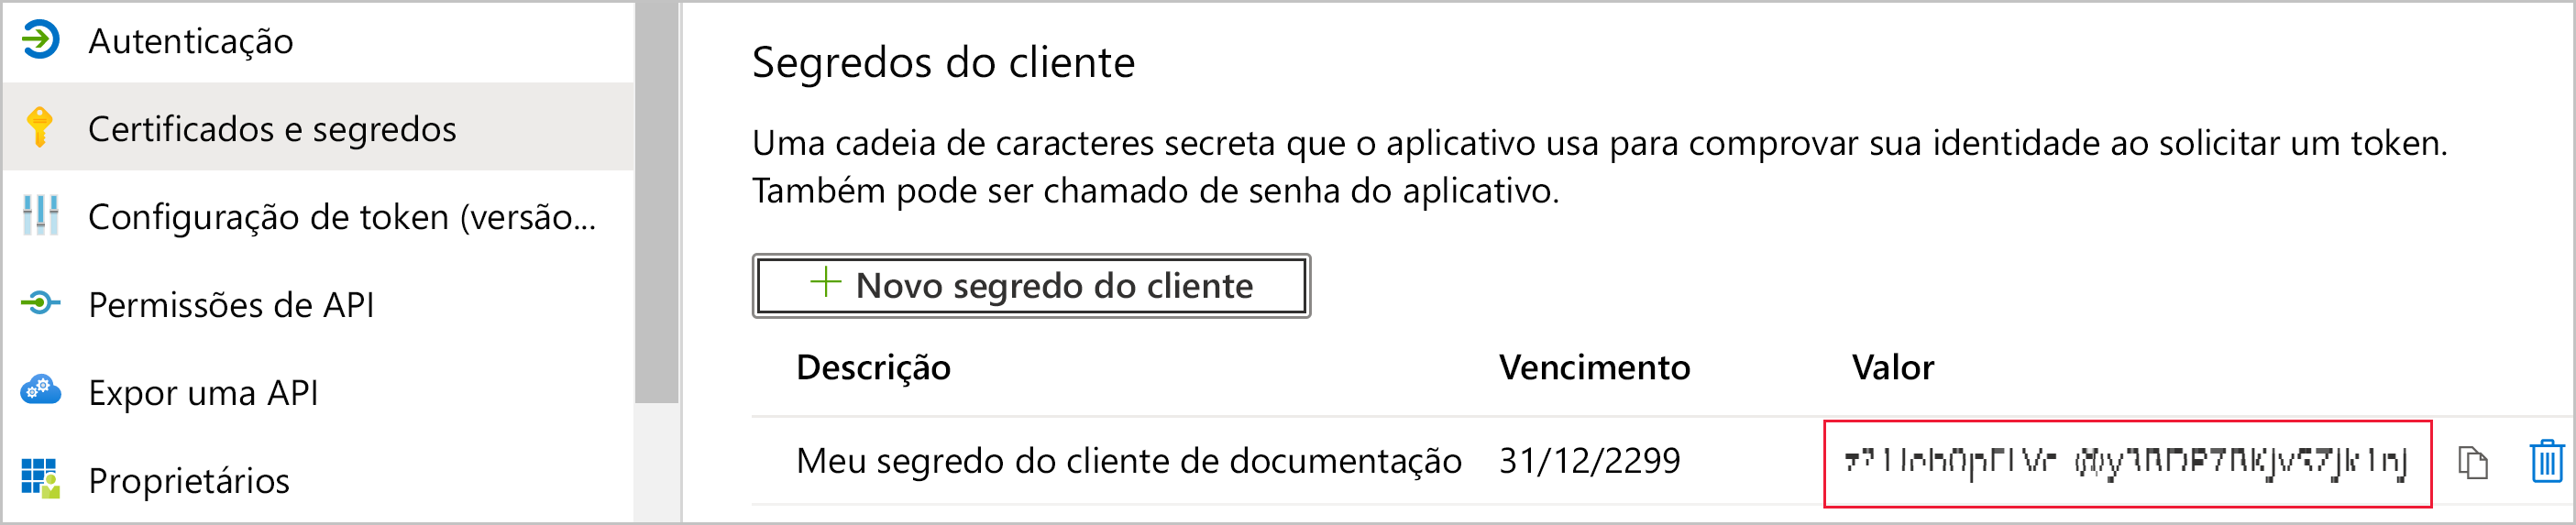 Autenticação
Certificados e segredos
Configuração de token (versão...
Permissões de API
Expor uma API
Proprietários
Segredos do cliente
Uma cadeia de caracteres secreta que o aplicativo usa para comprovar sua identidade ao solicitar um token.
Também pode ser chamado de senha do aplicativo.
+ Novo segredo do cliente
Descrição Vencimento Valor
Meu segredo do cliente de documentação 31/12/2299